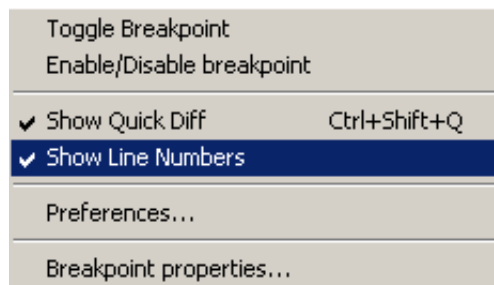 Toggle Breakpoint
Enable/Disable breakpoint
Show Quick Diff Ctrl+Shift+Q
Show Line Numbers
Preferences...
Breakpoint properties...